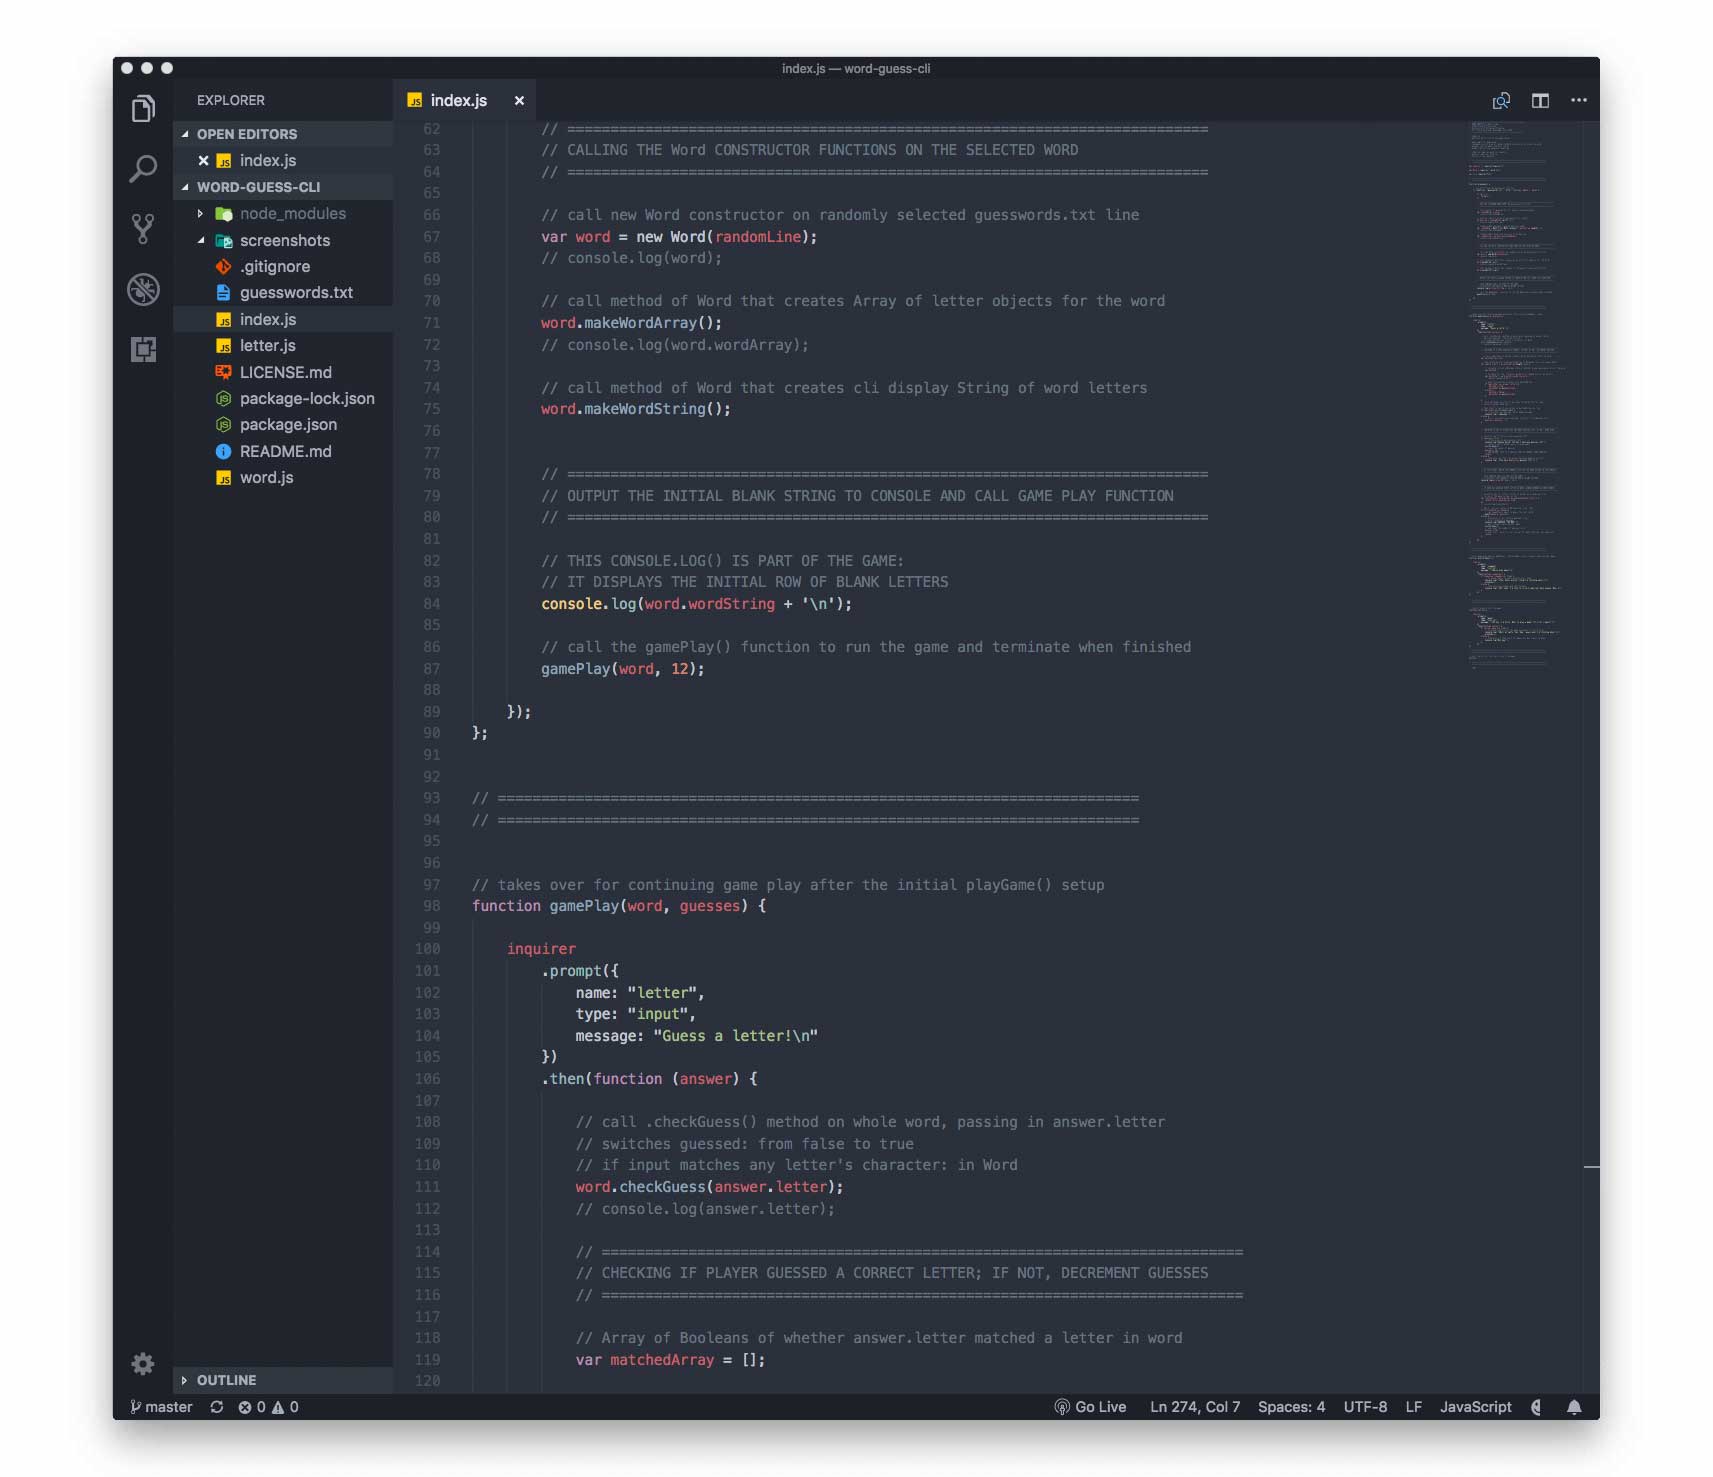 index.js — word-guess-cli
EXPLORER
OPEN EDITORS
index.js
WORD-GUESS-CLI
node_modules
screenshots
.gitignore
guesswords.txt
index.js
letter.js
LICENSE.md
package-lock.json
package.json
README.md
word.js
OUTLINE
index.js
62 // ==========================================================================
63 // CALLING THE Word CONSTRUCTOR FUNCTIONS ON THE SELECTED WORD
64 // ==========================================================================
65
66 // call new Word constructor on randomly selected guesswords.txt line
67 var word = new Word(randomLine);
68 // console.log(word);
69
70 // call method of Word that creates Array of letter objects for the word
71 word.makeWordArray();
72 // console.log(word.wordArray);
73
74 // call method of Word that creates cli display String of word letters
75 word.makeWordString();
76
77
78 // ==========================================================================
79 // OUTPUT THE INITIAL BLANK STRING TO CONSOLE AND CALL GAME PLAY FUNCTION
80 // ==========================================================================
81
82 // THIS CONSOLE.LOG() IS PART OF THE GAME:
83 // IT DISPLAYS THE INITIAL ROW OF BLANK LETTERS
84 console.log(word.wordString + '\n');
85
86 // call the gamePlay() function to run the game and terminate when finished
87 gamePlay(word, 12);
88
89 });
90 };
91
92
93 // ==========================================================================
94 // ==========================================================================
95
96
97 // takes over for continuing game play after the initial playGame() setup
98 function gamePlay(word, guesses) {
99
100 inquirer
101 .prompt({
102 name: "letter",
103 type: "input",
104 message: "Guess a letter!\n"
105 })
106 .then(function (answer) {
107
108 // call .checkGuess() method on whole word, passing in answer.letter
109 // switches guessed: from false to true
110 // if input matches any letter's character: in Word
111 word.checkGuess(answer.letter);
112 // console.log(answer.letter);
113
114 // ==========================================================================
115 // CHECKING IF PLAYER GUESSED A CORRECT LETTER; IF NOT, DECREMENT GUESSES
116 // ==========================================================================
117
118 // Array of Booleans of whether answer.letter matched a letter in word
119 var matchedArray = [];
120
master 0 0 Go Live Ln 274, Col 7 Spaces: 4 UTF-8 LF JavaScript